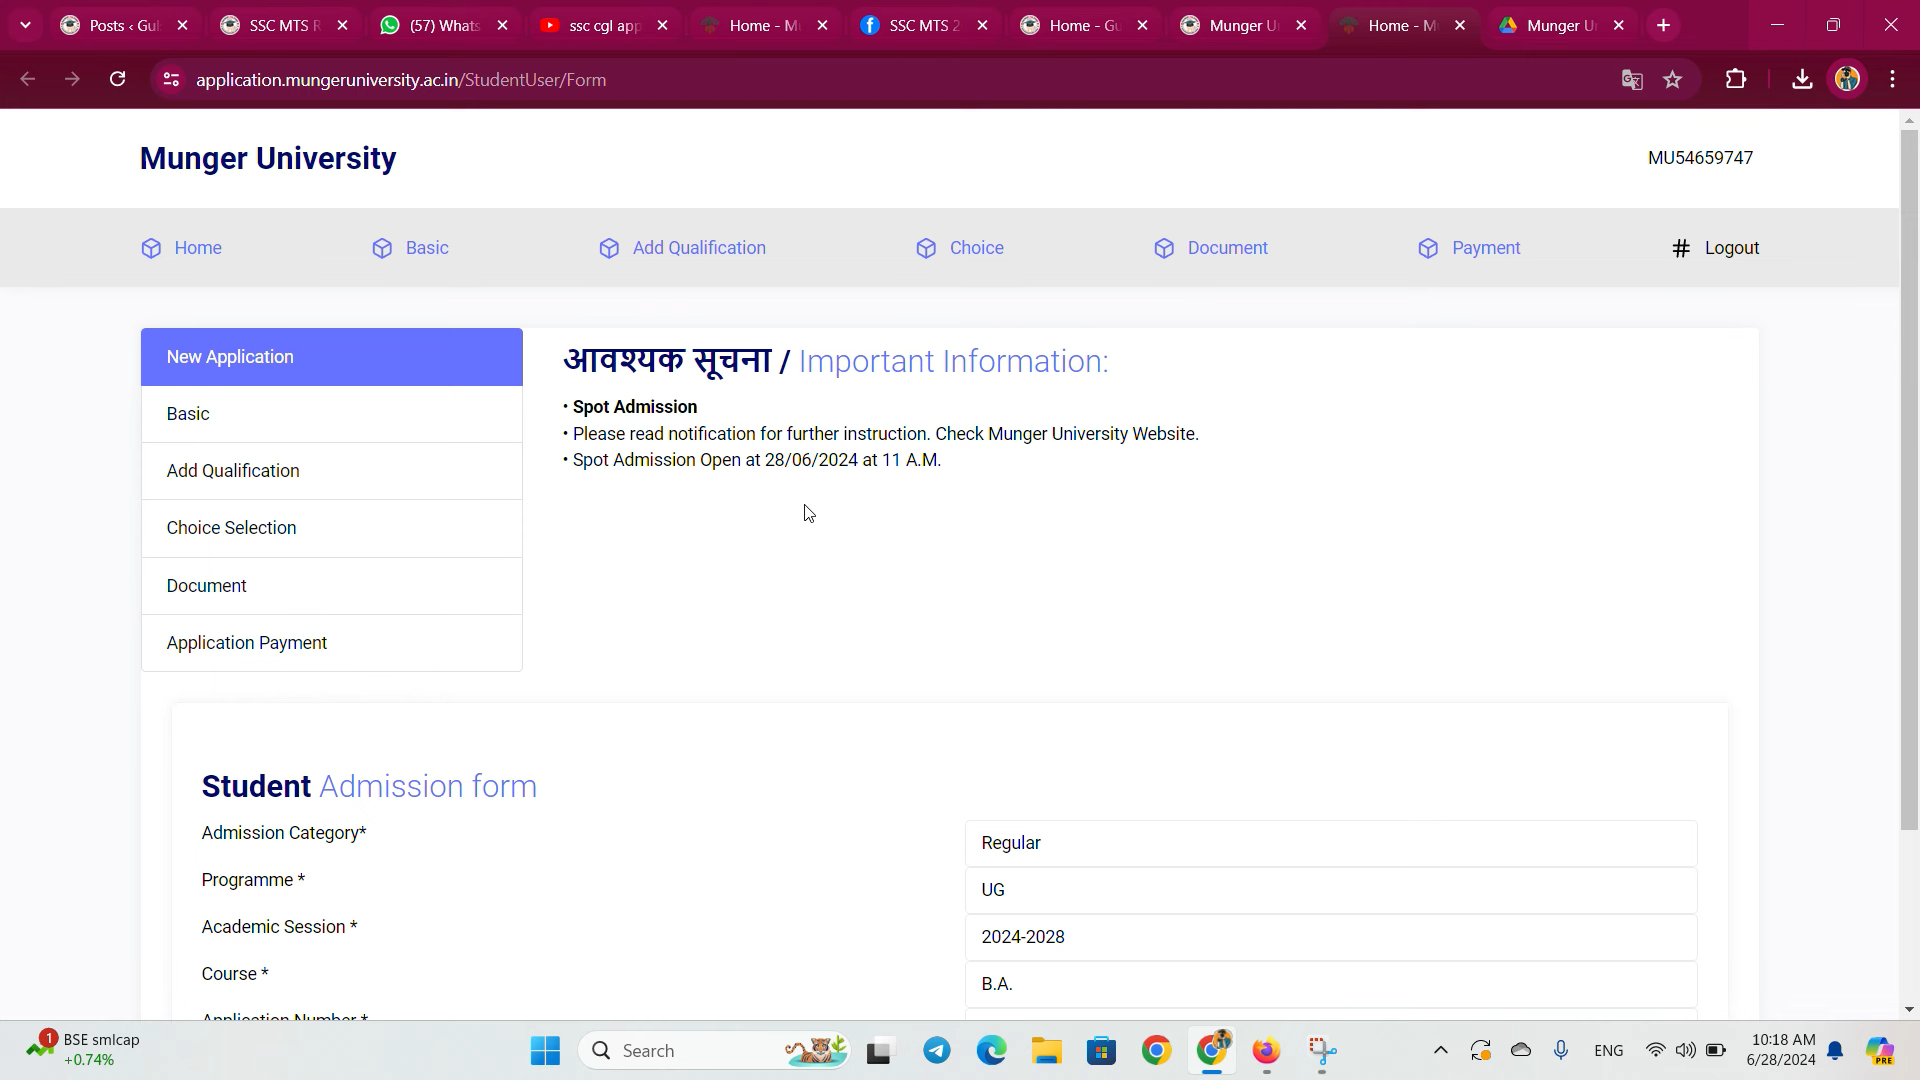 Posts ‹ Gul
SSC MTS R
(57) Whats
ssc cgl app
Home - M
SSC MTS 2
Home - Gu
Munger U
Home - M
Munger U
application.mungeruniversity.ac.in/StudentUser/Form
Munger University
MU54659747
Home
Basic
Add Qualification
Choice
Document
Payment
# Logout
New Application
Basic
Add Qualification
Choice Selection
Document
Application Payment
आवश्यक सूचना / Important Information:
• Spot Admission
• Please read notification for further instruction. Check Munger University Website.
• Spot Admission Open at 28/06/2024 at 11 A.M.
Student Admission form
Admission Category*
Regular
Programme *
UG
Academic Session *
2024-2028
Course *
B.A.
Application Number *
1
BSE smlcap
+0.74%
Search
ENG
10:18 AM
6/28/2024
PRE